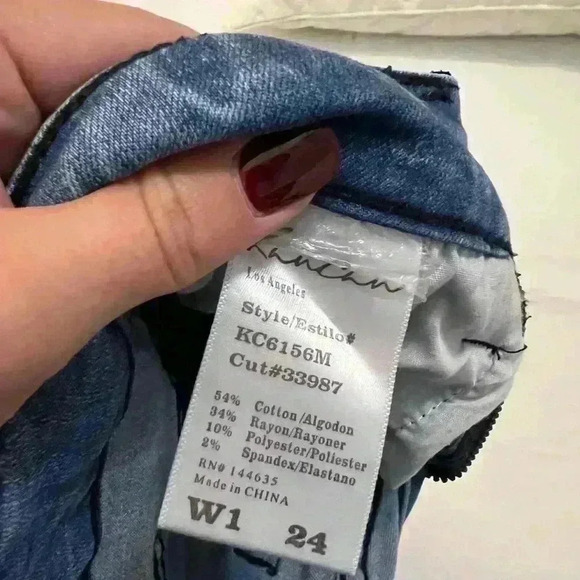 Kancan
Los Angeles
Style/Estilo#
KC6156M
Cut#33987
54% Cotton/Algodon
34% Rayon/Rayoner
10% Polyester/Poliester
2% Spandex/Elastano
RN# 144635
Made in CHINA
W1 24